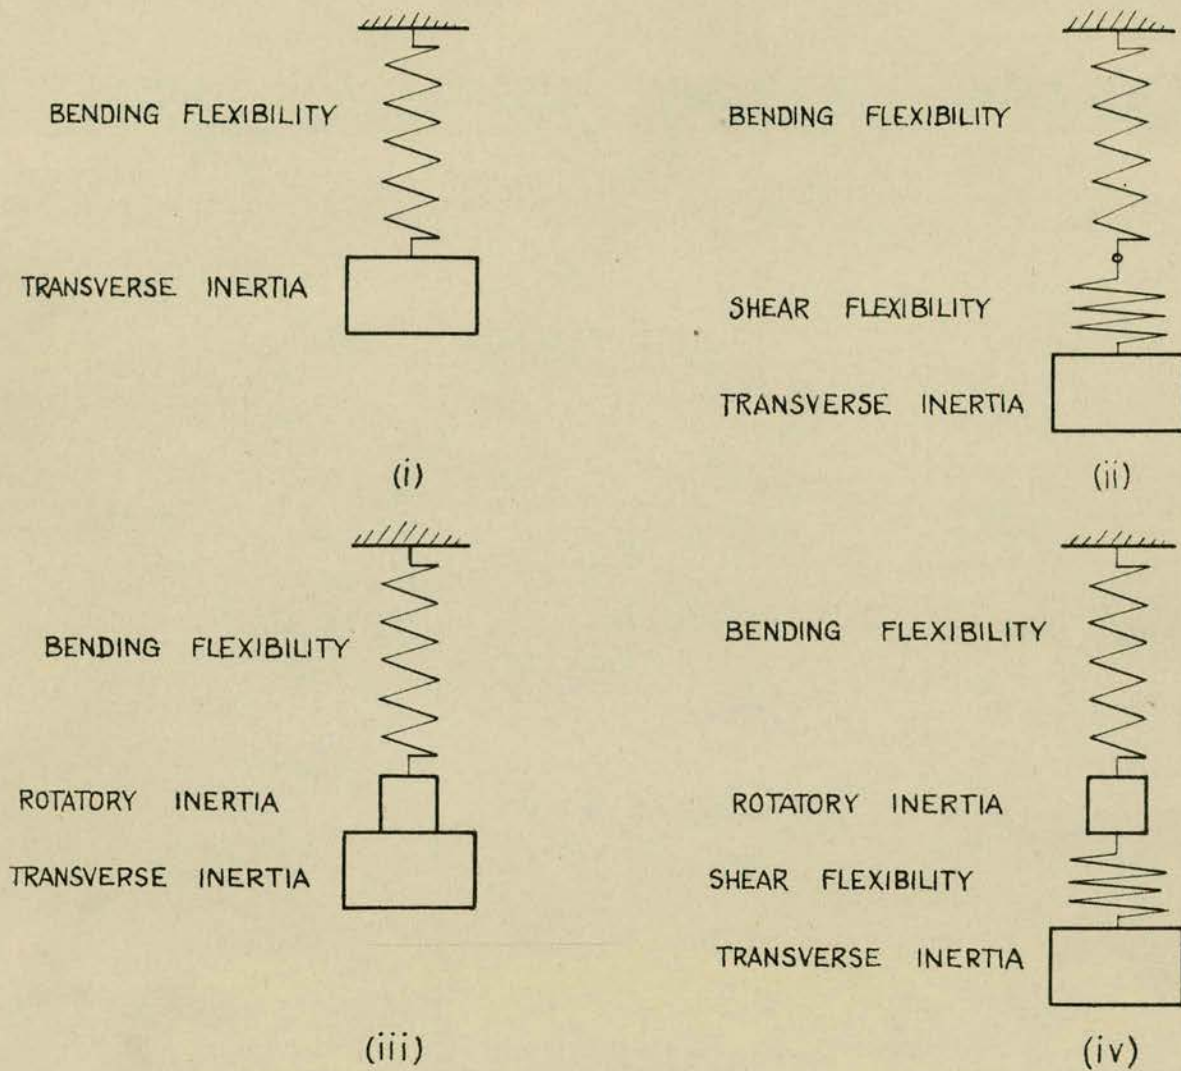 BENDING FLEXIBILITY
TRANSVERSE INERTIA
(i)
BENDING FLEXIBILITY
SHEAR FLEXIBILITY
TRANSVERSE INERTIA
(ii)
BENDING FLEXIBILITY
ROTATORY INERTIA
TRANSVERSE INERTIA
(iii)
BENDING FLEXIBILITY
ROTATORY INERTIA
SHEAR FLEXIBILITY
TRANSVERSE INERTIA
(iv)